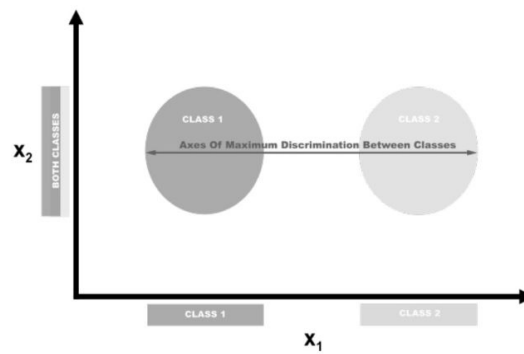 CLASS 1
CLASS 2
Axes Of Maximum Discrimination Between Classes
BOTH CLASSES
X2
CLASS 1
CLASS 2
X1